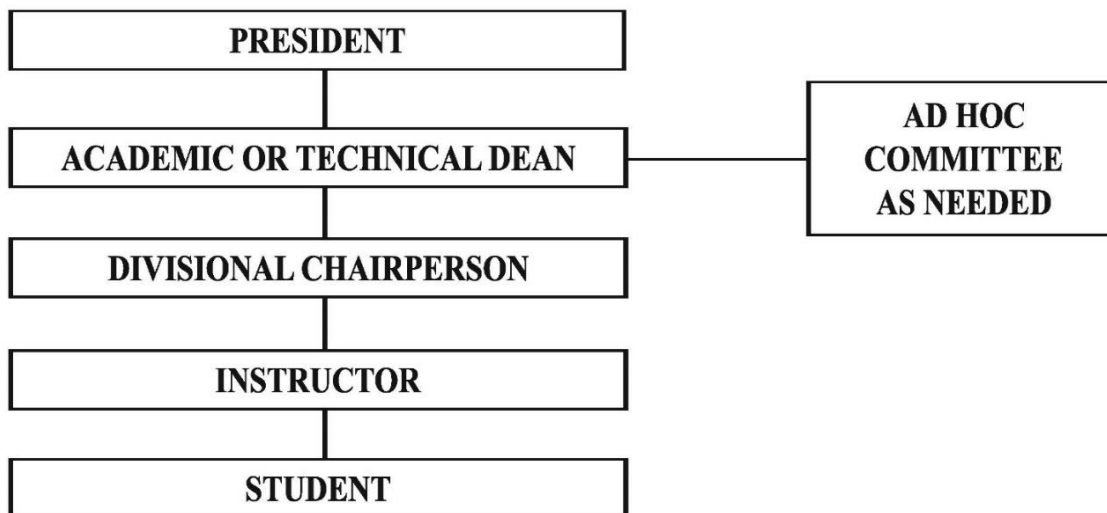 PRESIDENT
ACADEMIC OR TECHNICAL DEAN
AD HOC
COMMITTEE
AS NEEDED
DIVISIONAL CHAIRPERSON
INSTRUCTOR
STUDENT